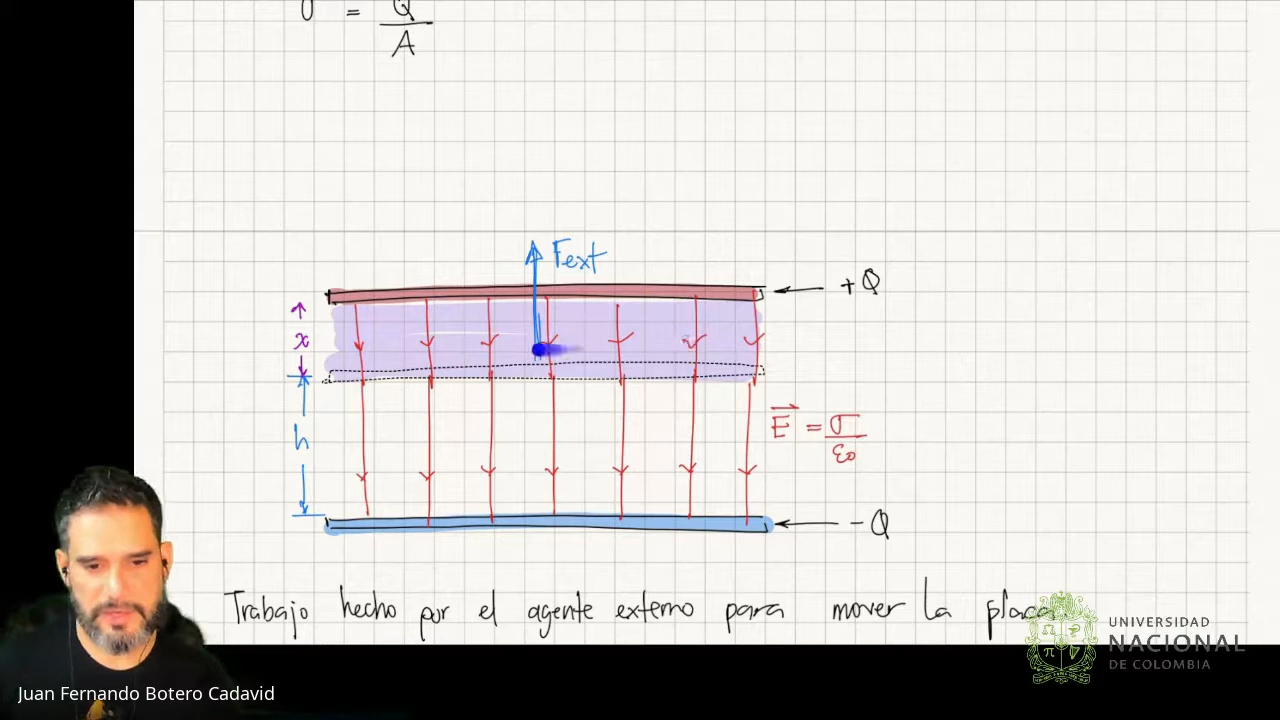 σ = Q
A
Fext
+Q
x
h
E = σ
ε₀
-Q
Trabajo hecho por el agente externo para mover la placa
UNIVERSIDAD
NACIONAL
DE COLOMBIA
Juan Fernando Botero Cadavid